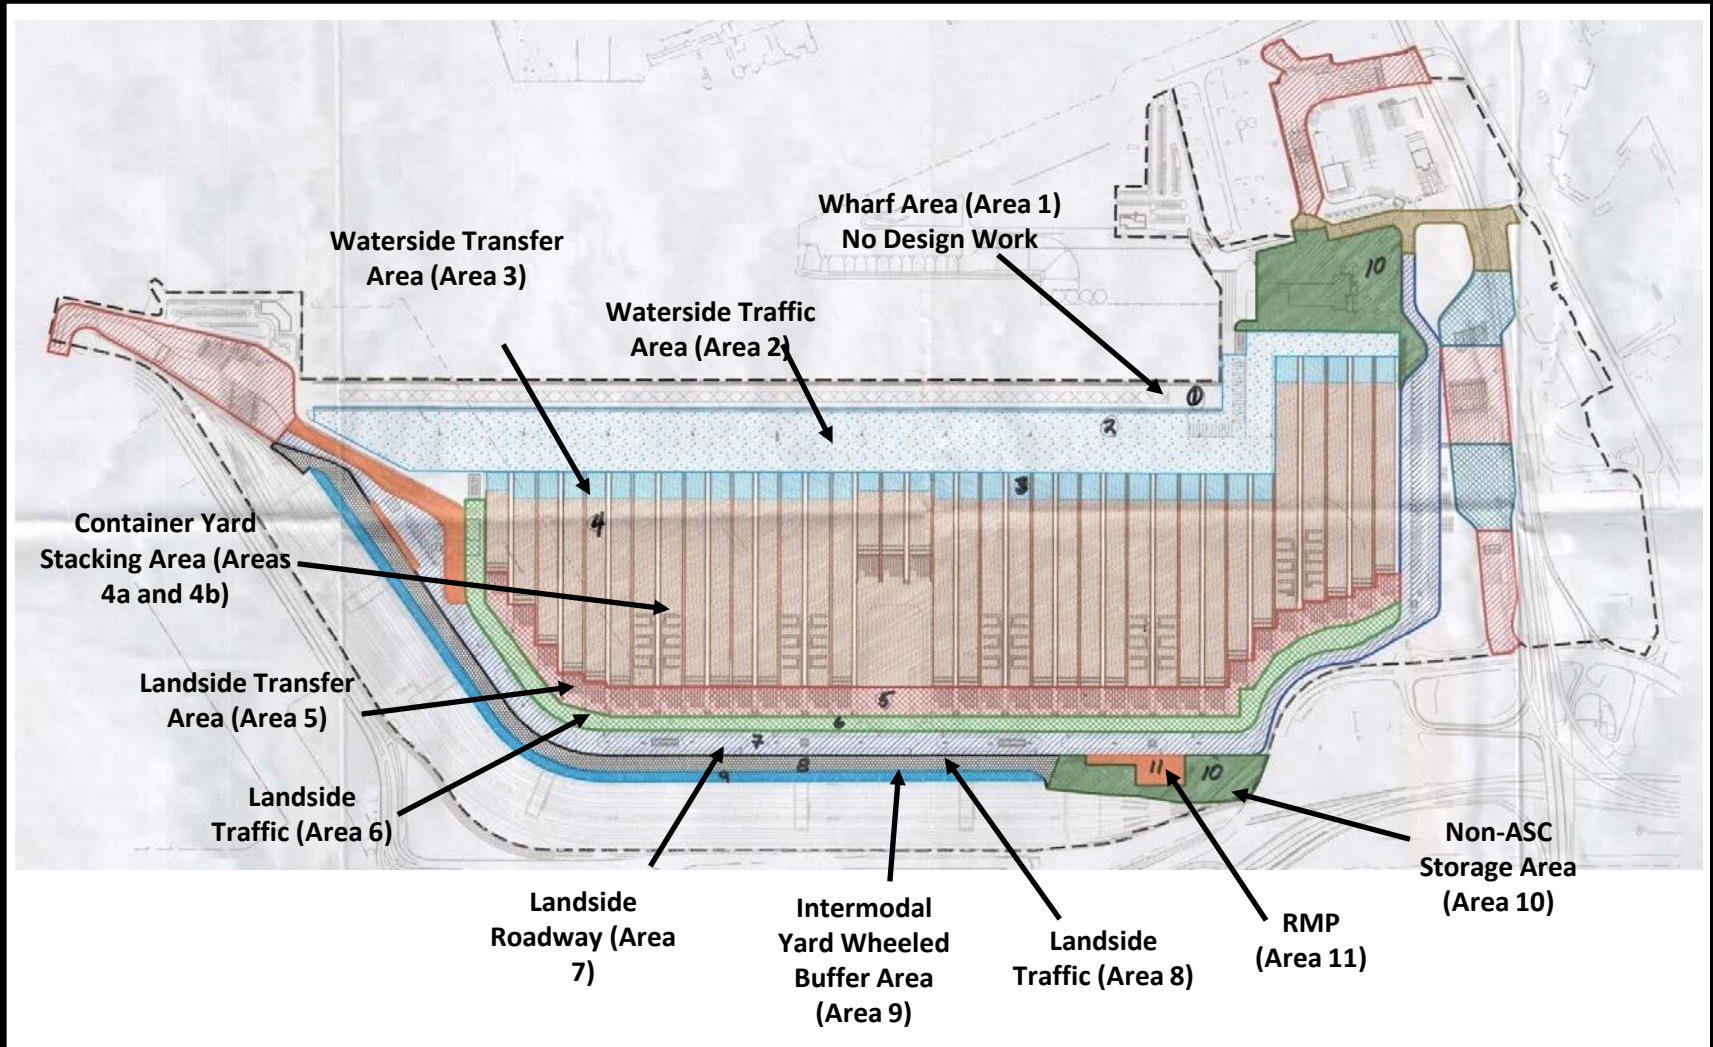 Wharf Area (Area 1)
No Design Work
Waterside Transfer
Area (Area 3)
Waterside Traffic
Area (Area 2)
10
1
2
3
4
Container Yard
Stacking Area (Areas
4a and 4b)
Landside Transfer
Area (Area 5)
5
6
7
8
9
11
10
Landside
Traffic (Area 6)
Non-ASC
Storage Area
(Area 10)
Landside
Roadway (Area
7)
Intermodal
Yard Wheeled
Buffer Area
(Area 9)
Landside
Traffic (Area 8)
RMP
(Area 11)